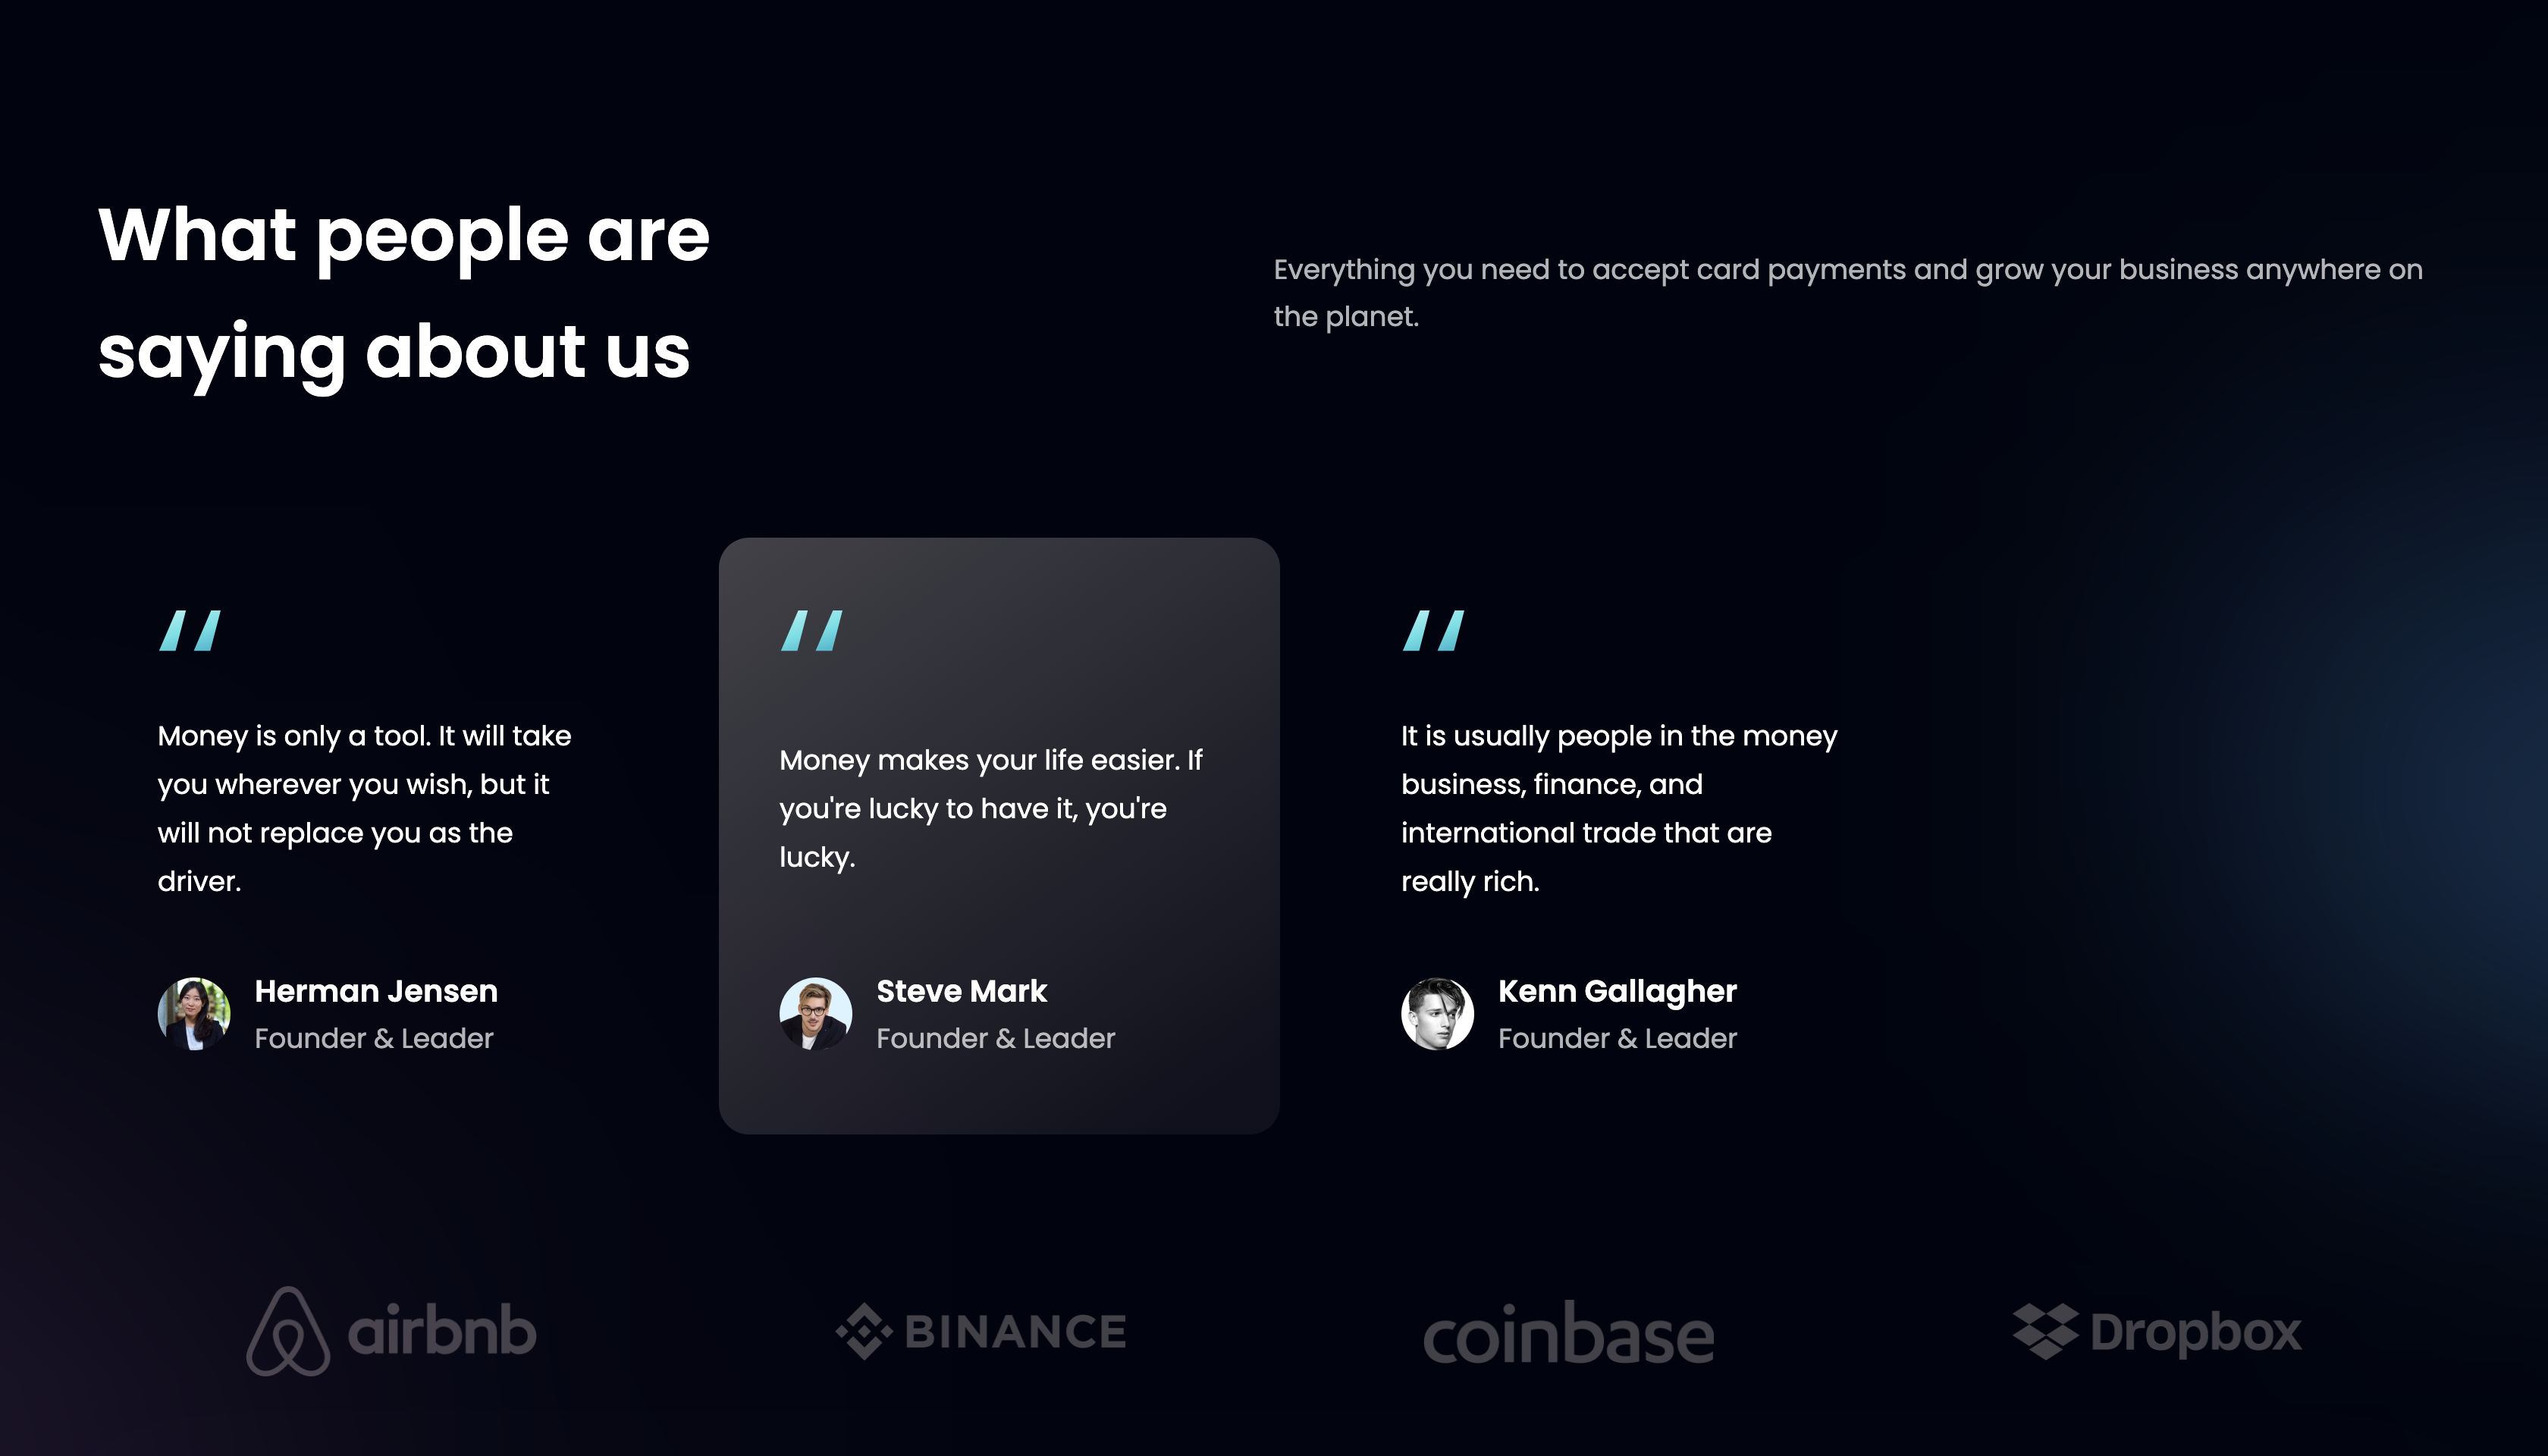 What people are
saying about us
Everything you need to accept card payments and grow your business anywhere on
the planet.
Money is only a tool. It will take
you wherever you wish, but it
will not replace you as the
driver.
Herman Jensen
Founder & Leader
Money makes your life easier. If
you're lucky to have it, you're
lucky.
Steve Mark
Founder & Leader
It is usually people in the money
business, finance, and
international trade that are
really rich.
Kenn Gallagher
Founder & Leader
airbnb
BINANCE
coinbase
Dropbox